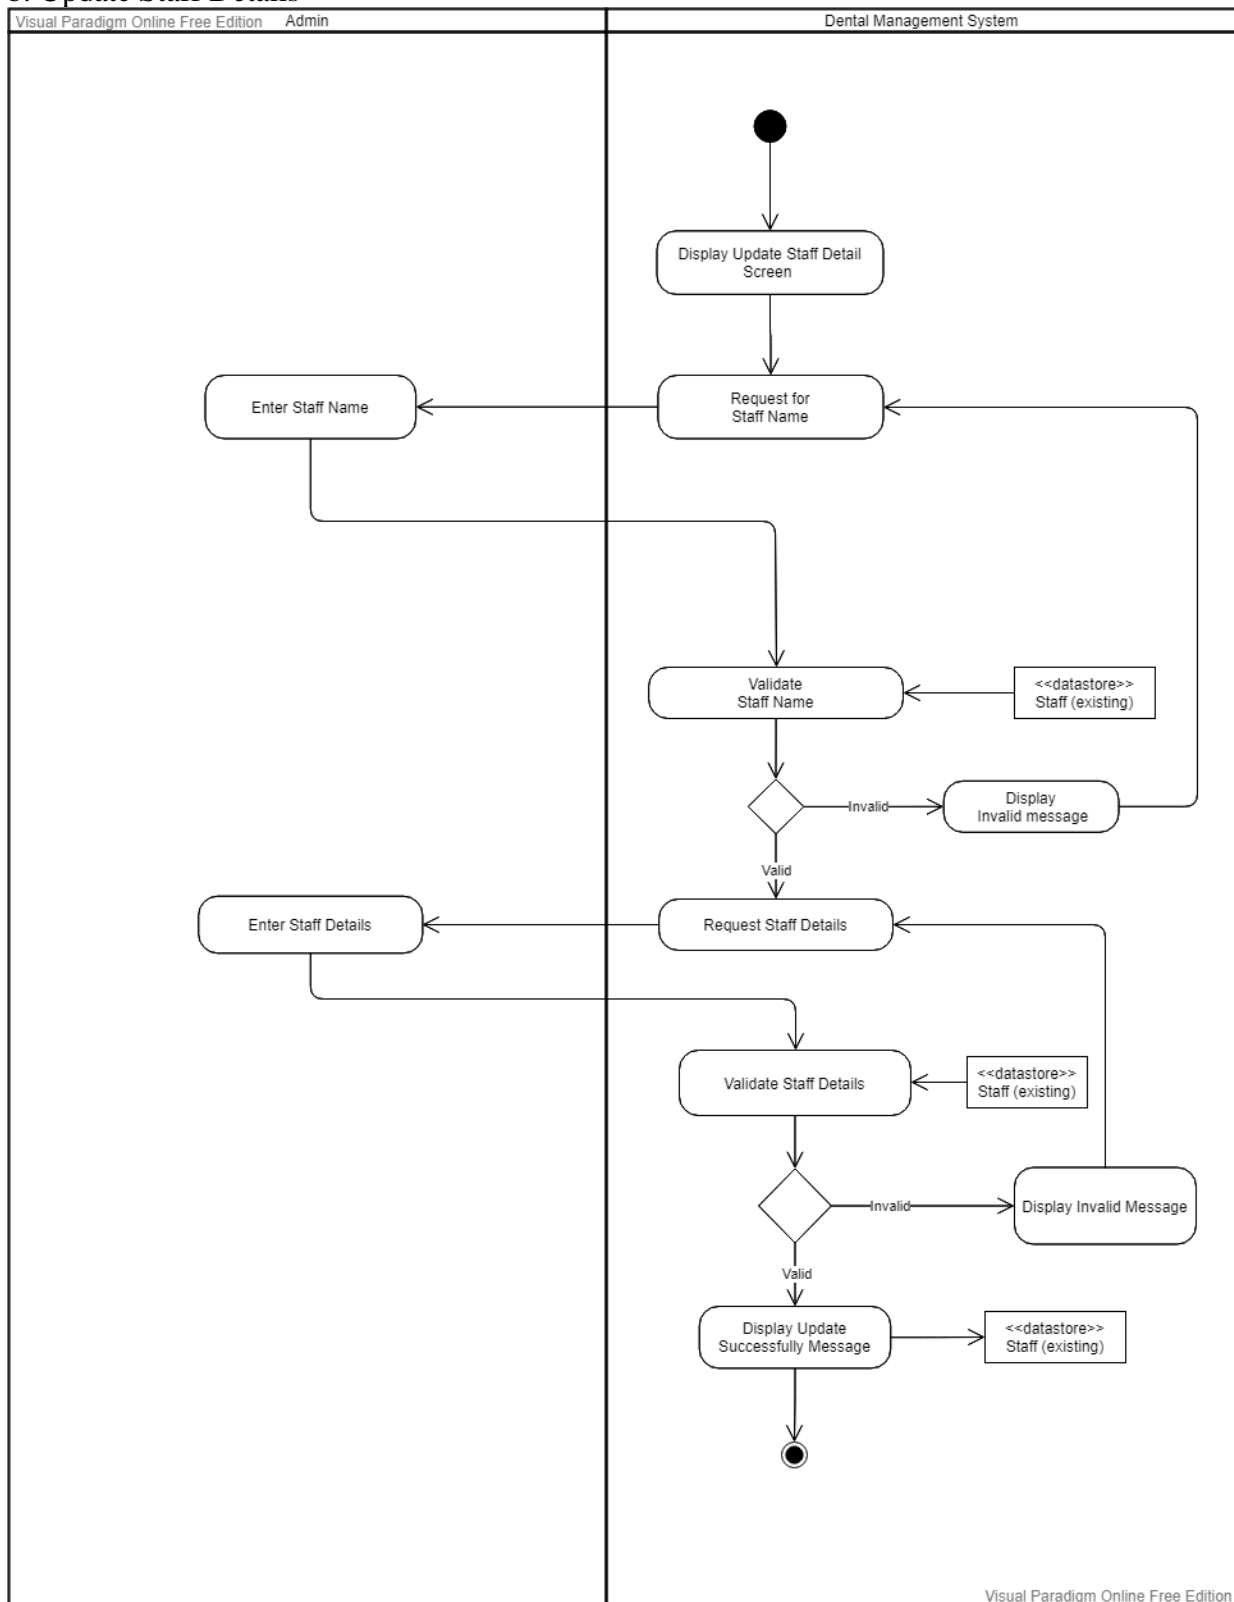 Update Staff Details
Visual Paradigm Online Free Edition
Admin
Dental Management System
Display Update Staff Detail
Screen
Enter Staff Name
Request for
Staff Name
Validate
Staff Name
<<datastore>>
Staff (existing)
Invalid
Display
Invalid message
Valid
Enter Staff Details
Request Staff Details
Validate Staff Details
<<datastore>>
Staff (existing)
Invalid
Display Invalid Message
Valid
Display Update
Successfully Message
<<datastore>>
Staff (existing)
Visual Paradigm Online Free Edition